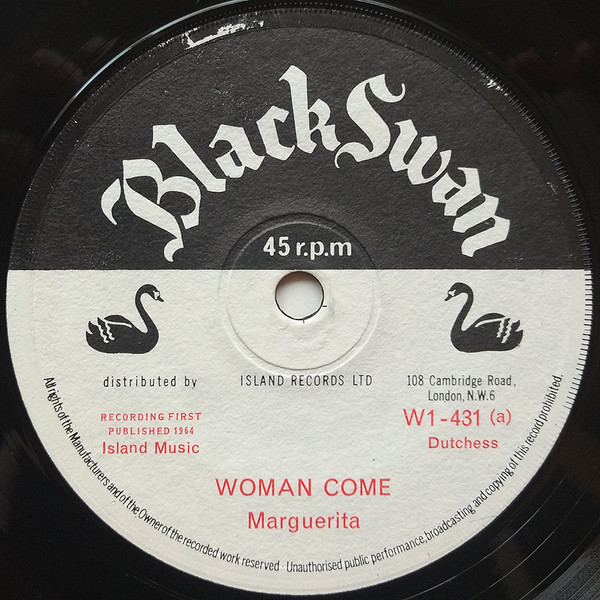 Black Swan
45 r.p.m
distributed by ISLAND RECORDS LTD 108 Cambridge Road,
London, N.W.6
RECORDING FIRST
PUBLISHED 1964
Island Music
W1-431 (a)
Dutchess
WOMAN COME
Marguerita
All rights of the Manufacturers and of the Owner of the recorded work reserved · Unauthorised public performance, broadcasting and copying of this record prohibited.